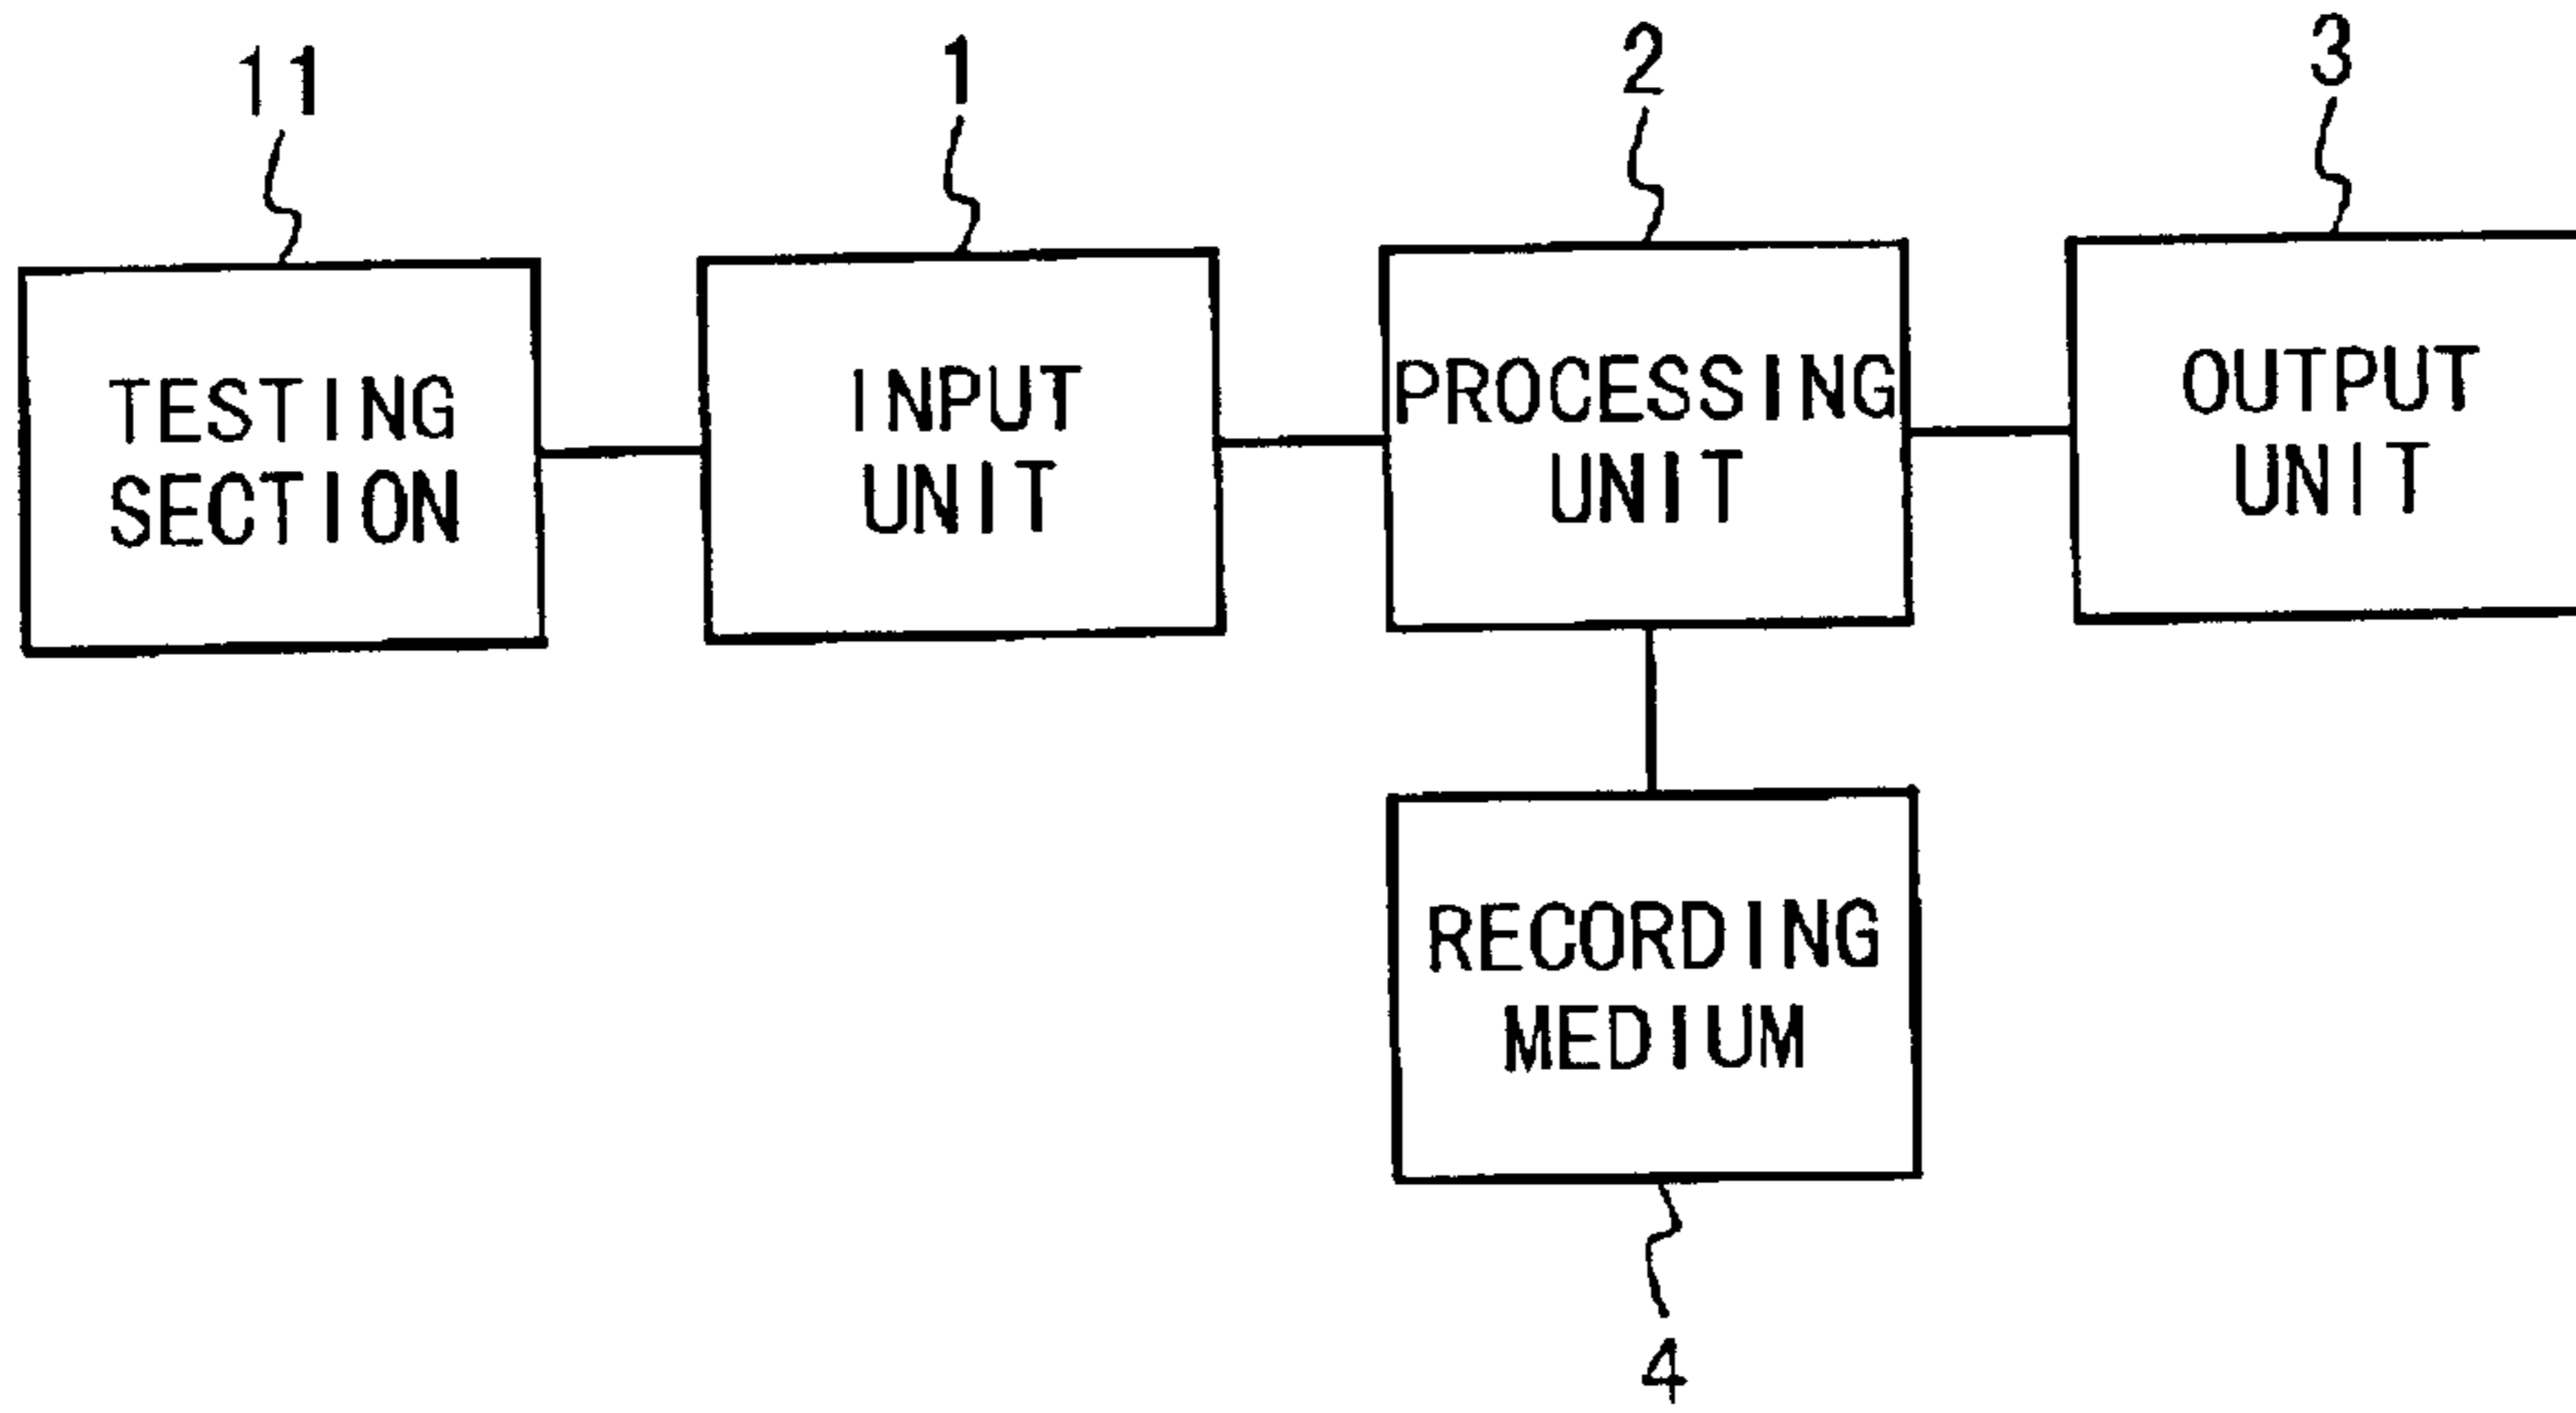 11
1
2
3
TESTING
SECTION
INPUT
UNIT
PROCESSING
UNIT
OUTPUT
UNIT
RECORDING
MEDIUM
4